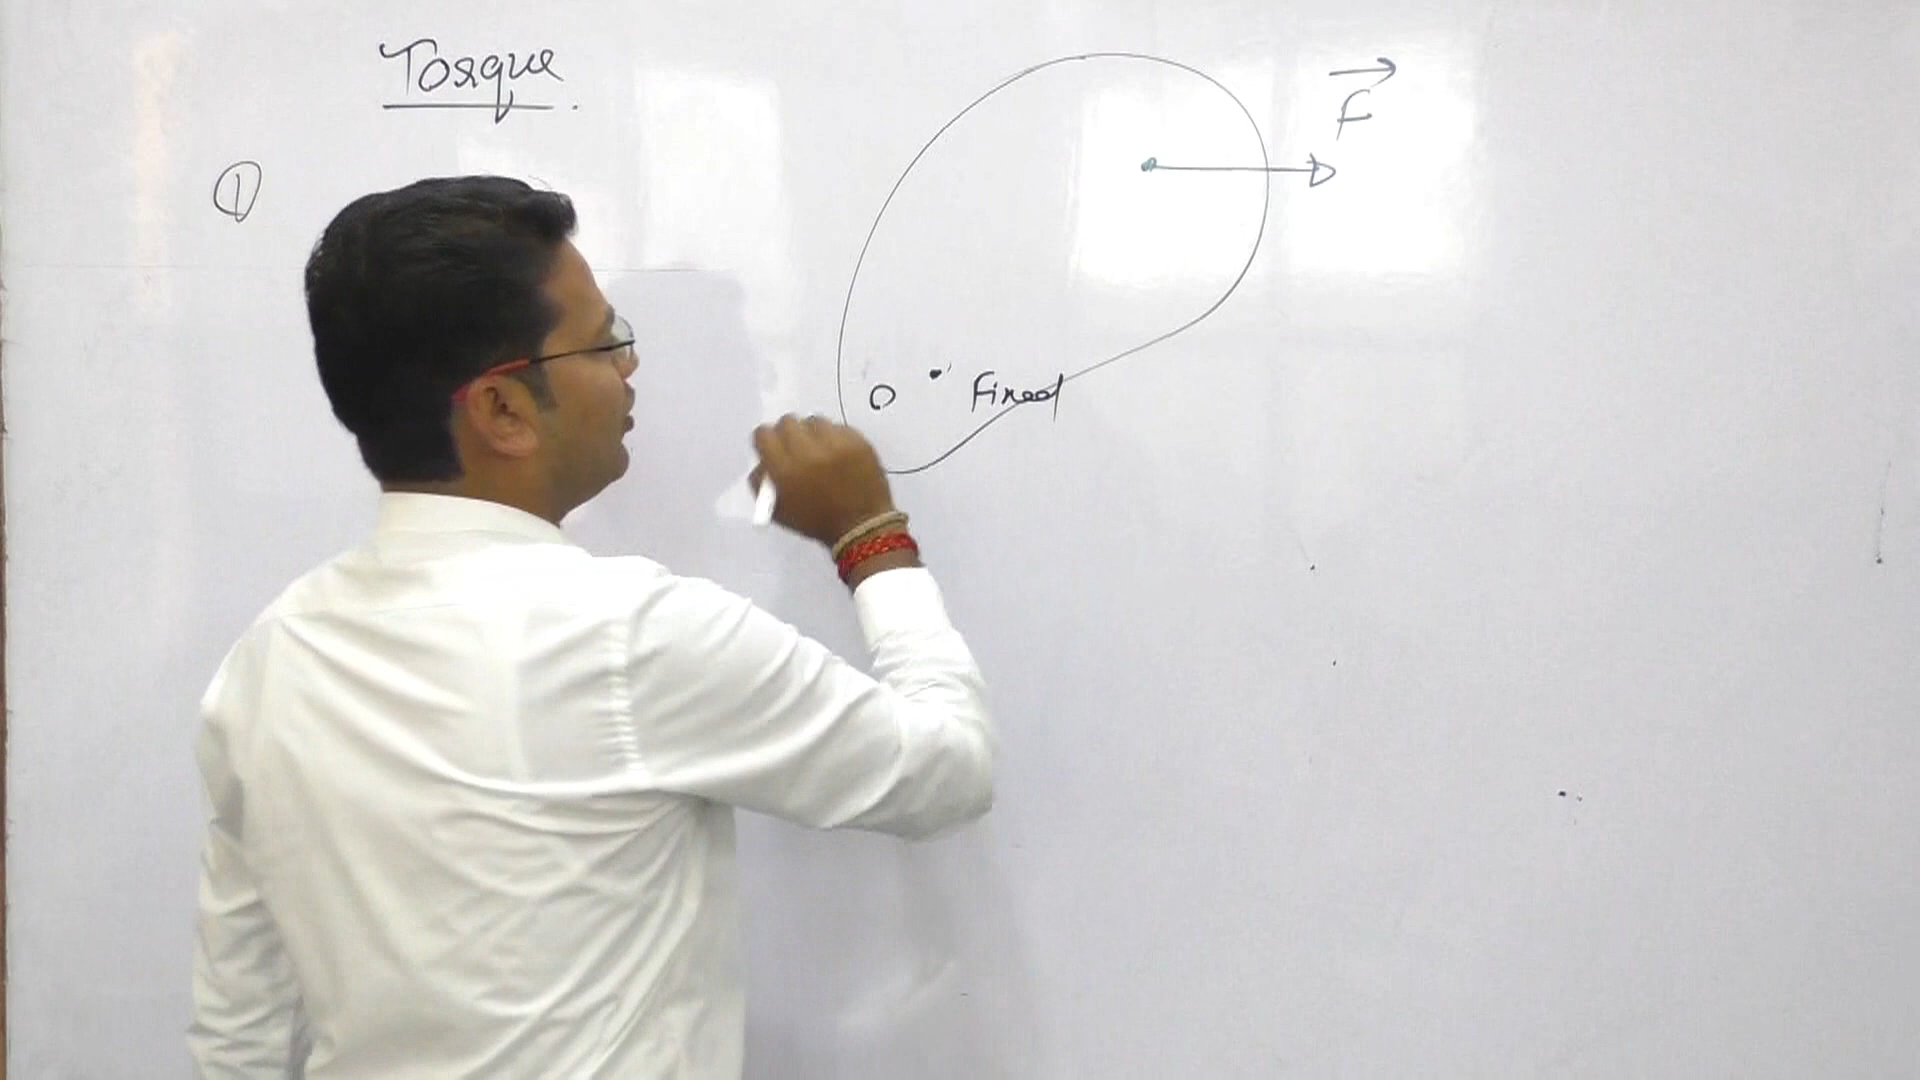 Torque.
①
F
O . Fixed